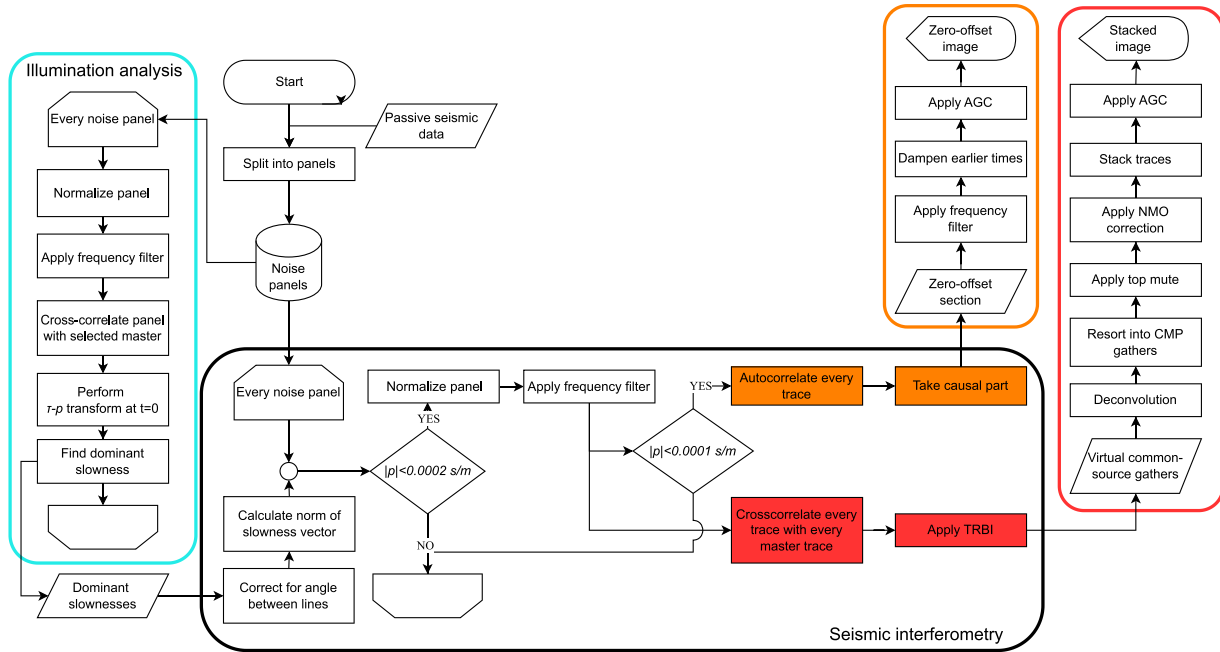 Illumination analysis
Every noise panel
Normalize panel
Apply frequency filter
Cross-correlate panel
with selected master
Perform
τ-p transform at t=0
Find dominant
slowness
Dominant
slownesses
Start
Passive seismic
data
Split into panels
Noise
panels
Every noise panel
Calculate norm of
slowness vector
Correct for angle
between lines
|p|<0.0002 s/m
YES
NO
Normalize panel
Apply frequency filter
|p|<0.0001 s/m
YES
Autocorrelate every
trace
Take causal part
Crosscorrelate every
trace with every
master trace
Apply TRBI
Seismic interferometry
Zero-offset
image
Apply AGC
Dampen earlier times
Apply frequency
filter
Zero-offset
section
Stacked
image
Apply AGC
Stack traces
Apply NMO
correction
Apply top mute
Resort into CMP
gathers
Deconvolution
Virtual common-
source gathers